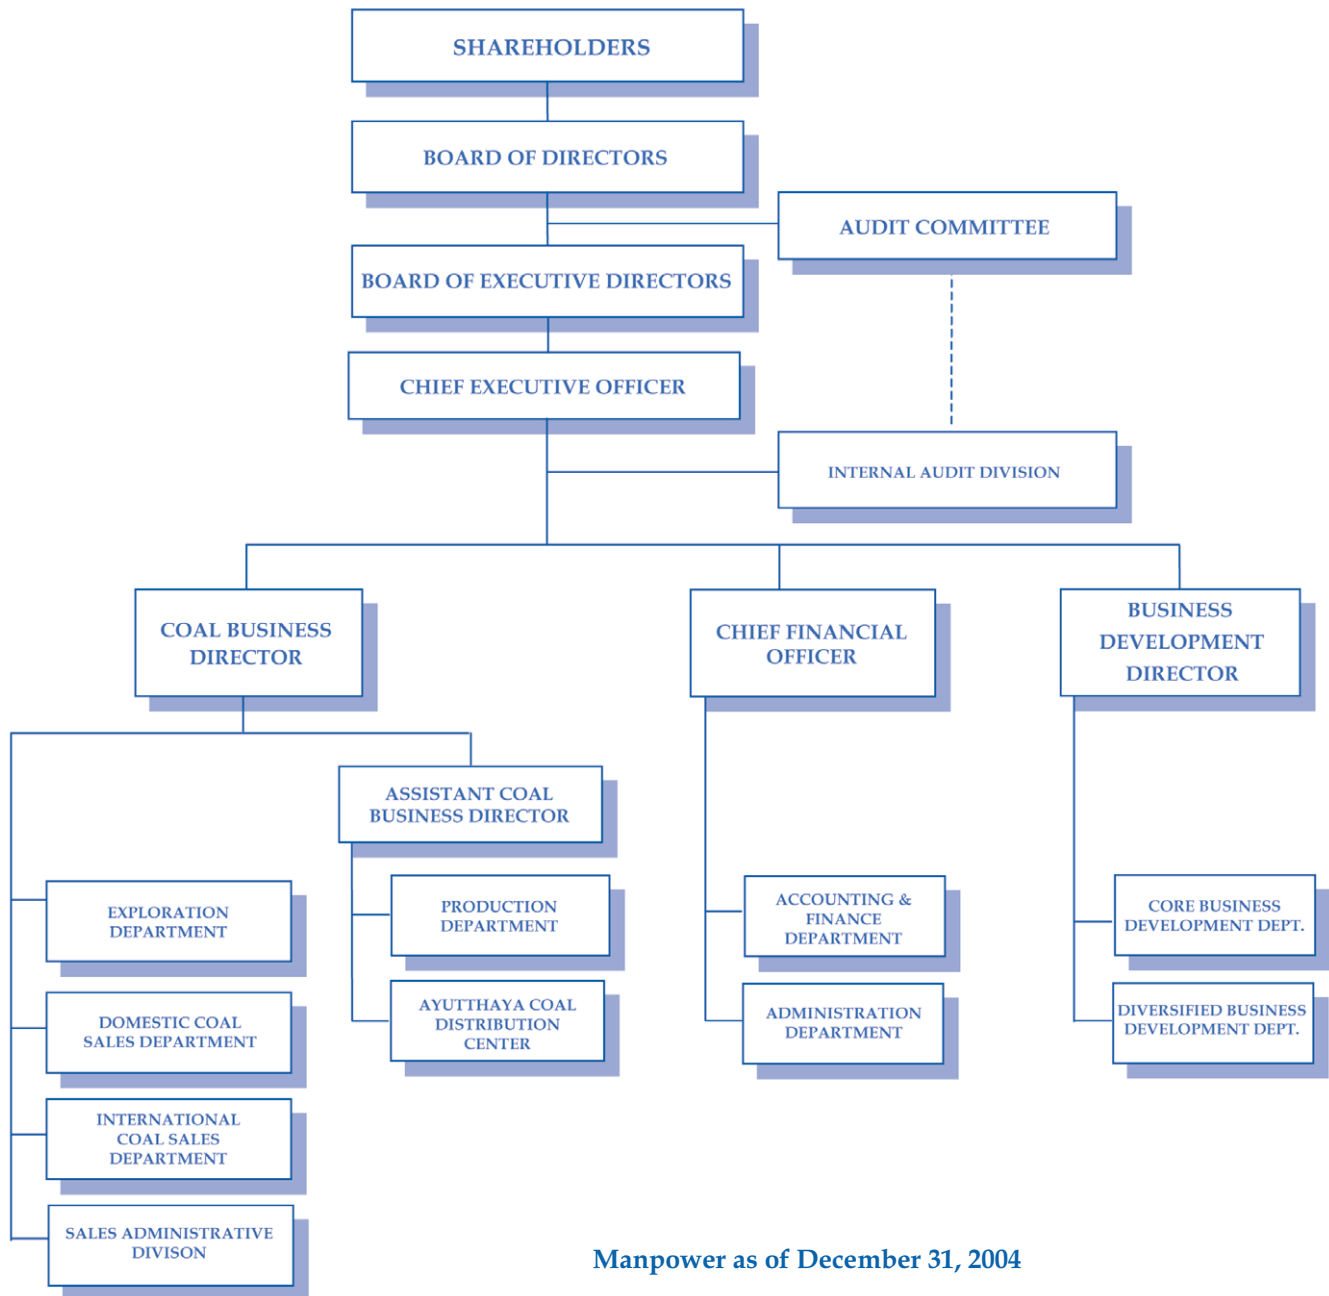 SHAREHOLDERS
BOARD OF DIRECTORS
AUDIT COMMITTEE
BOARD OF EXECUTIVE DIRECTORS
CHIEF EXECUTIVE OFFICER
INTERNAL AUDIT DIVISION
COAL BUSINESS
DIRECTOR
CHIEF FINANCIAL
OFFICER
BUSINESS
DEVELOPMENT
DIRECTOR
ASSISTANT COAL
BUSINESS DIRECTOR
EXPLORATION
DEPARTMENT
PRODUCTION
DEPARTMENT
ACCOUNTING &
FINANCE
DEPARTMENT
CORE BUSINESS
DEVELOPMENT DEPT.
DOMESTIC COAL
SALES DEPARTMENT
AYUTTHAYA COAL
DISTRIBUTION
CENTER
ADMINISTRATION
DEPARTMENT
DIVERSIFIED BUSINESS
DEVELOPMENT DEPT.
INTERNATIONAL
COAL SALES
DEPARTMENT
SALES ADMINISTRATIVE
DIVISON
Manpower as of December 31, 2004